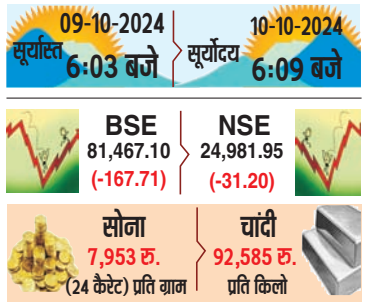 09-10-2024
सूर्यास्त 6:03 बजे
10-10-2024
सूर्योदय 6:09 बजे
BSE
81,467.10
(-167.71)
NSE
24,981.95
(-31.20)
सोना
7,953 रु.
(24 कैरेट) प्रति ग्राम
चांदी
92,585 रु.
प्रति किलो